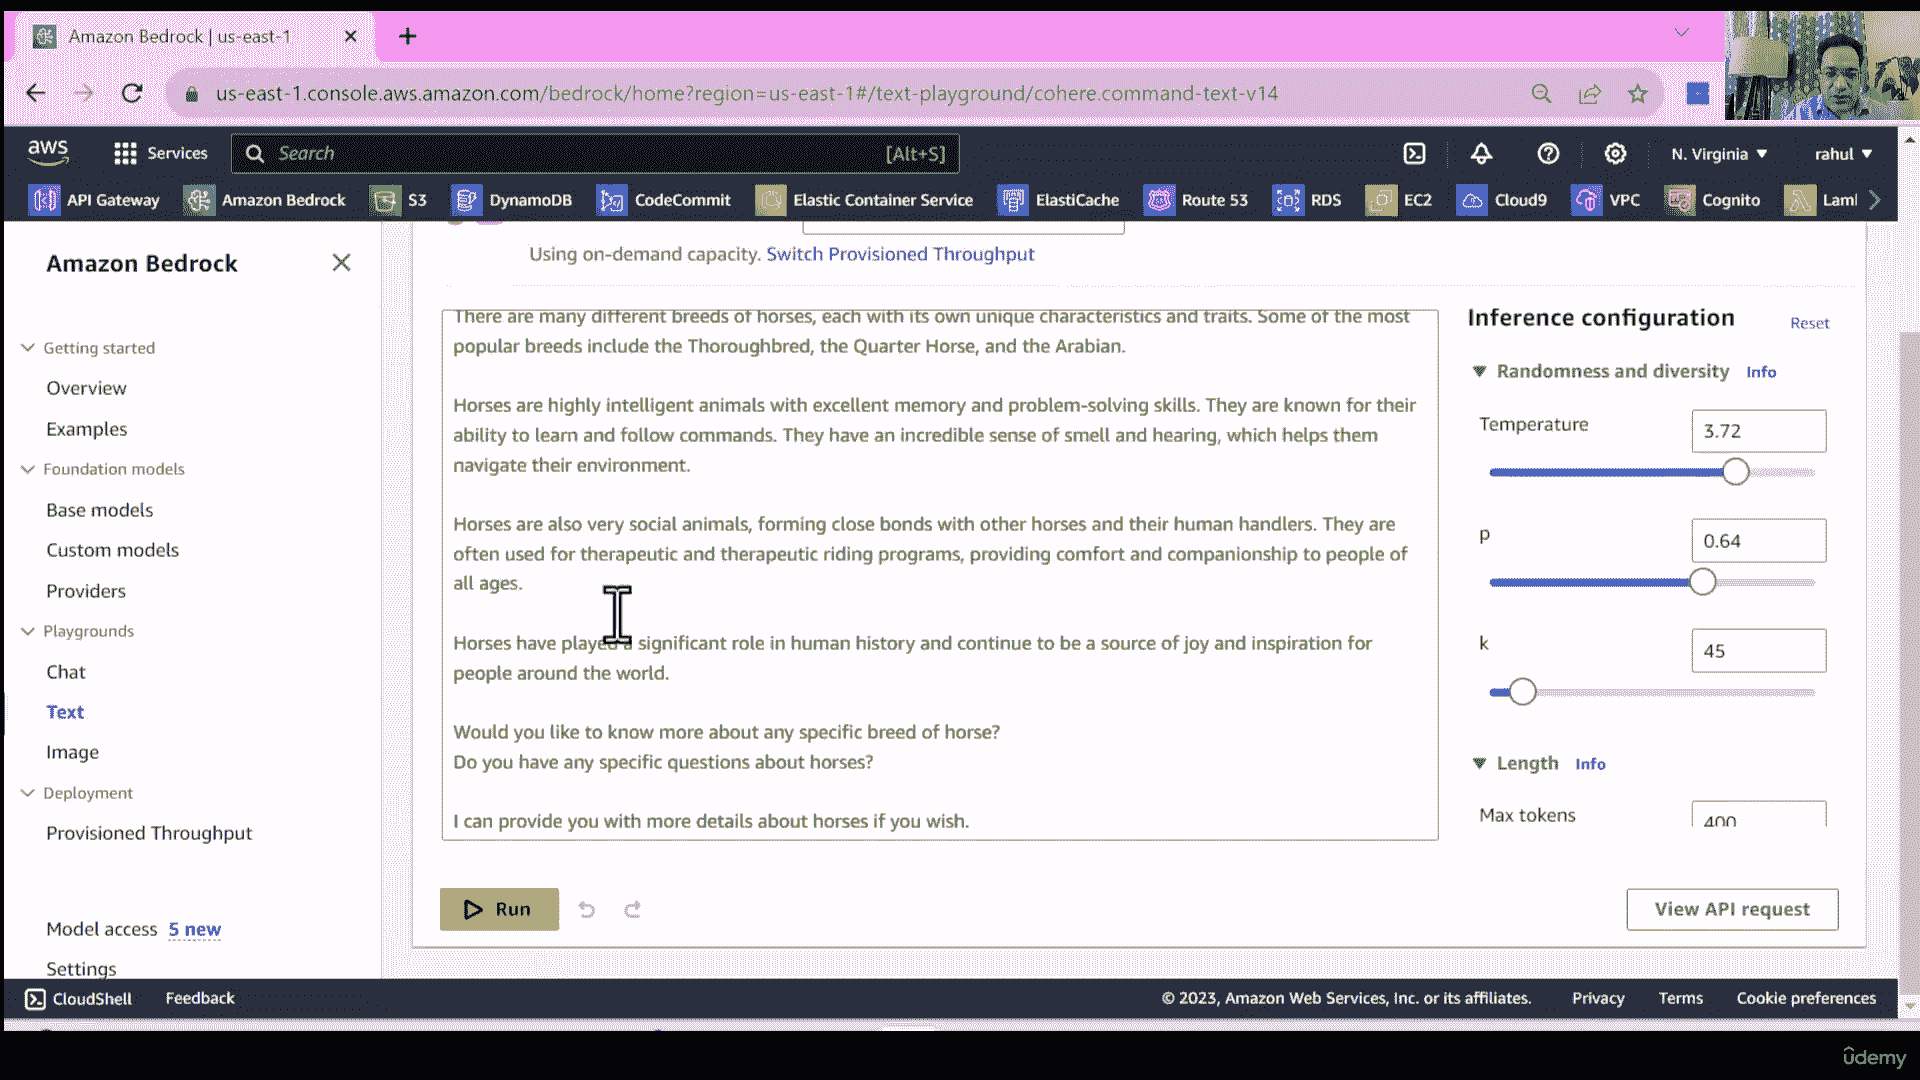 Amazon Bedrock | us-east-1
us-east-1.console.aws.amazon.com/bedrock/home?region=us-east-1#/text-playground/cohere.command-text-v14
aws
Services
Search
[Alt+S]
N. Virginia
rahul
API Gateway
Amazon Bedrock
S3
DynamoDB
CodeCommit
Elastic Container Service
ElastiCache
Route 53
RDS
EC2
Cloud9
VPC
Cognito
Laml
Amazon Bedrock
Getting started
Overview
Examples
Foundation models
Base models
Custom models
Providers
Playgrounds
Chat
Text
Image
Deployment
Provisioned Throughput
Model access 5 new
Settings
Using on-demand capacity. Switch Provisioned Throughput
There are many different breeds of horses, each with its own unique characteristics and traits. Some of the most
popular breeds include the Thoroughbred, the Quarter Horse, and the Arabian.
Horses are highly intelligent animals with excellent memory and problem-solving skills. They are known for their
ability to learn and follow commands. They have an incredible sense of smell and hearing, which helps them
navigate their environment.
Horses are also very social animals, forming close bonds with other horses and their human handlers. They are
often used for therapeutic and therapeutic riding programs, providing comfort and companionship to people of
all ages.
Horses have played a significant role in human history and continue to be a source of joy and inspiration for
people around the world.
Would you like to know more about any specific breed of horse?
Do you have any specific questions about horses?
I can provide you with more details about horses if you wish.
Run
Inference configuration
Reset
Randomness and diversity Info
Temperature
3.72
p
0.64
k
45
Length Info
Max tokens
400
View API request
CloudShell
Feedback
© 2023, Amazon Web Services, Inc. or its affiliates.
Privacy
Terms
Cookie preferences
ûdemy